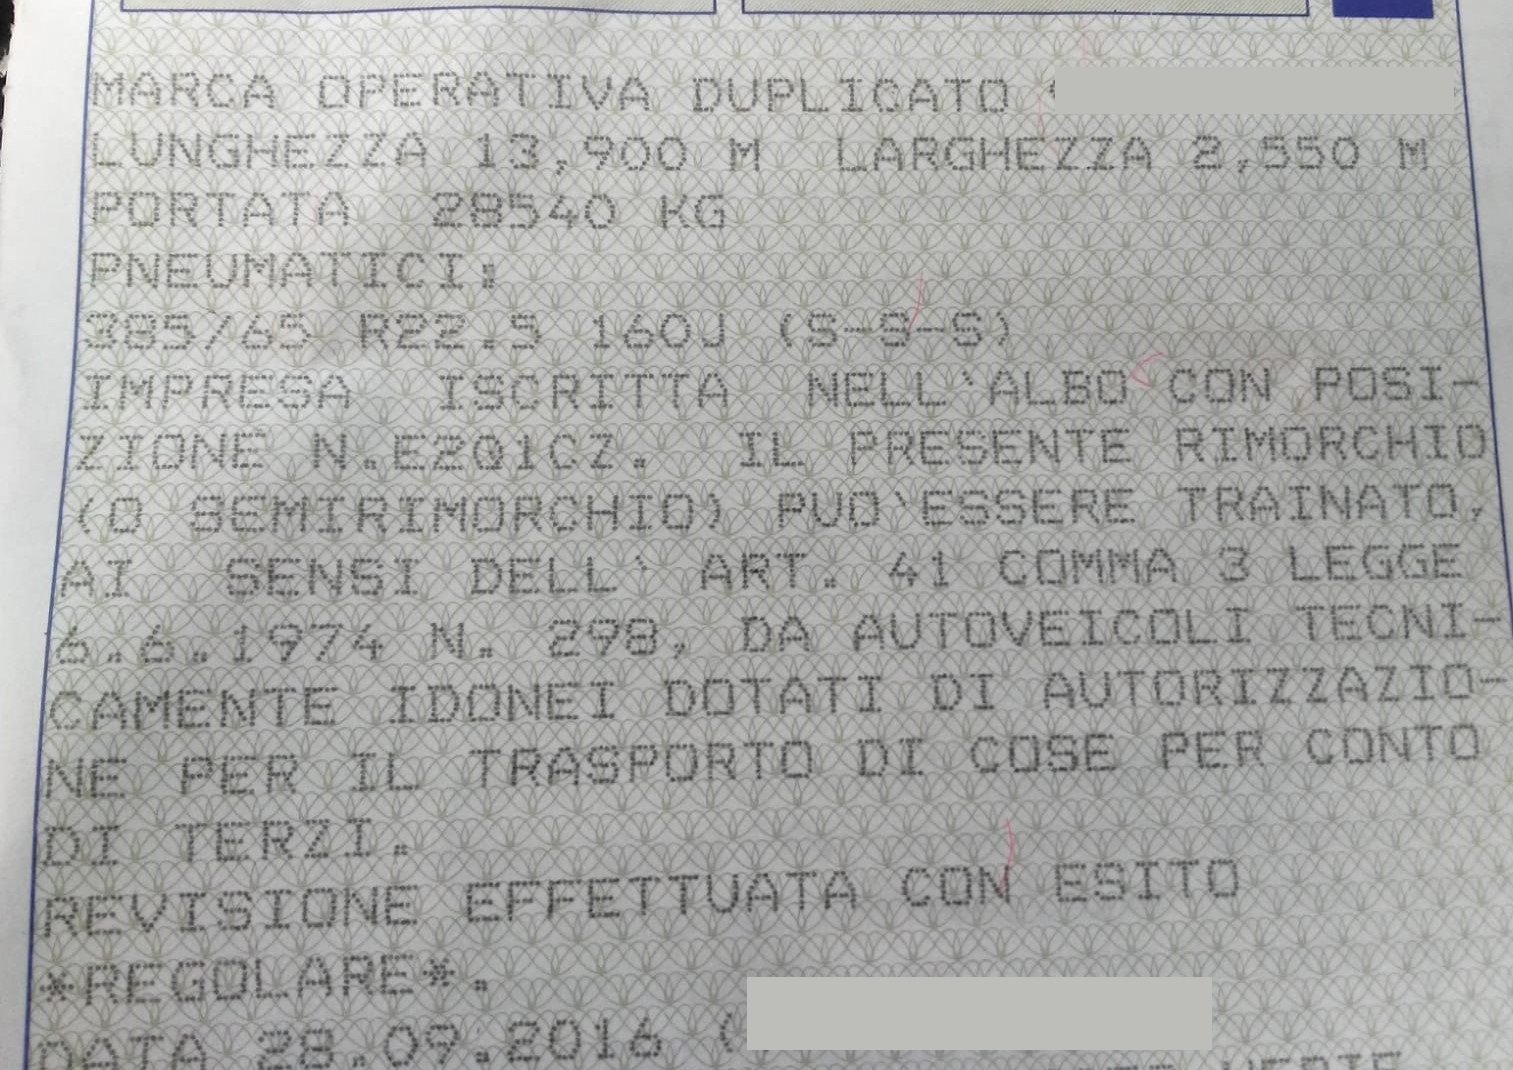 MARCA OPERATIVA DUPLICATO
LUNGHEZZA 13,900 M LARGHEZZA 2,550 M
PORTATA 28540 KG
PNEUMATICI:
385/65 R22.5 160J (S-S-S)
IMPRESA ISCRITTA NELL`ALBO CON POSI-
ZIONE N.E201CZ. IL PRESENTE RIMORCHIO
(O SEMIRIMORCHIO) PUO`ESSERE TRAINATO,
AI SENSI DELL` ART. 41 COMMA 3 LEGGE
6.6.1974 N. 298, DA AUTOVEICOLI TECNI-
CAMENTE IDONEI DOTATI DI AUTORIZZAZIO-
NE PER IL TRASPORTO DI COSE PER CONTO
DI TERZI.
REVISIONE EFFETTUATA CON ESITO
*REGOLARE*.
DATA 28.09.2016 (